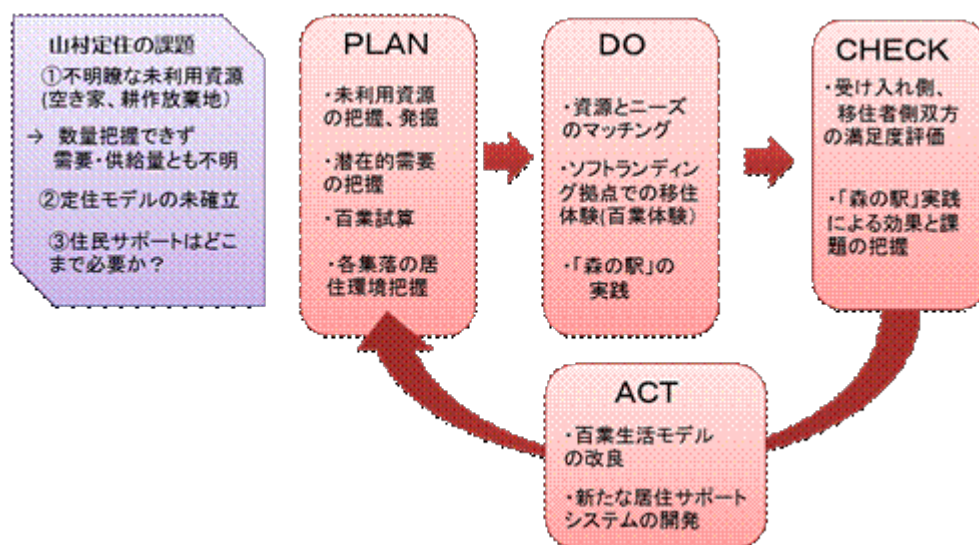 山村定住の課題
①不明瞭な未利用資源
(空き家、耕作放棄地)
→ 数量把握できず
需要・供給量とも不明
②定住モデルの未確立
③住民サポートはどこ
まで必要か?
PLAN
・未利用資源
の把握、発掘
・潜在的需要
の把握
・百業試算
・各集落の居
住環境把握
DO
・資源とニーズ
のマッチング
・ソフトランディ
ング拠点での移住
体験(百業体験)
・「森の駅」の
実践
CHECK
・受け入れ側、
移住者側双方
の満足度評価
・「森の駅」実践
による効果と課
題の把握
ACT
・百業生活モデル
の改良
・新たな居住サポート
システムの開発